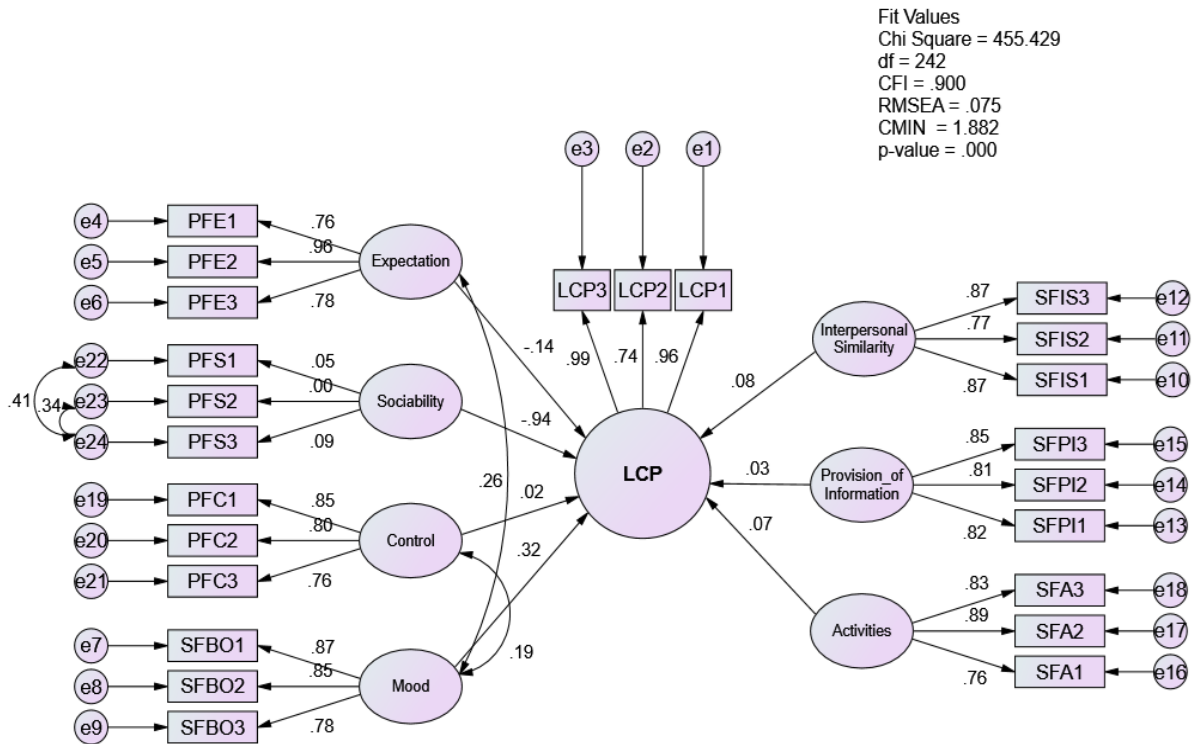 Fit Values
Chi Square = 455.429
df = 242
CFI = .900
RMSEA = .075
CMIN = 1.882
p-value = .000
e3
e2
e1
LCP3
LCP2
LCP1
.99
.74
.96
LCP
e4
PFE1
.76
e5
PFE2
.96
e6
PFE3
.78
Expectation
-.14
e22
PFS1
.05
e23
PFS2
.00
e24
PFS3
.09
.41
.34
Sociability
-.94
e19
PFC1
.85
e20
PFC2
.80
e21
PFC3
.76
Control
.02
.26
e7
SFBO1
.87
e8
SFBO2
.85
e9
SFBO3
.78
Mood
.32
.19
Interpersonal
Similarity
.08
.87
SFIS3
e12
.77
SFIS2
e11
.87
SFIS1
e10
Provision_of
Information
.03
.85
SFPI3
e15
.81
SFPI2
e14
.82
SFPI1
e13
Activities
.07
.83
SFA3
e18
.89
SFA2
e17
.76
SFA1
e16